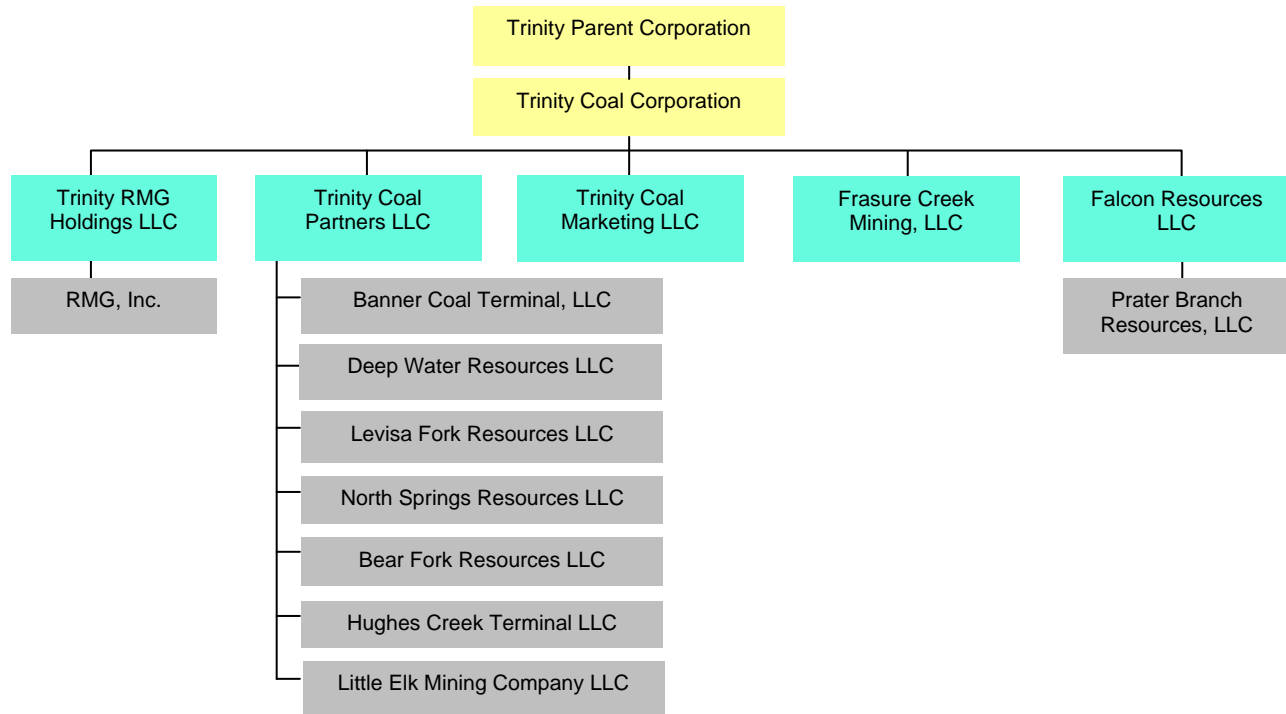 Trinity Parent Corporation
Trinity Coal Corporation
Trinity RMG
Holdings LLC
Trinity Coal
Partners LLC
Trinity Coal
Marketing LLC
Frasure Creek
Mining, LLC
Falcon Resources
LLC
RMG, Inc.
Banner Coal Terminal, LLC
Deep Water Resources LLC
Levisa Fork Resources LLC
North Springs Resources LLC
Bear Fork Resources LLC
Hughes Creek Terminal LLC
Little Elk Mining Company LLC
Prater Branch
Resources, LLC